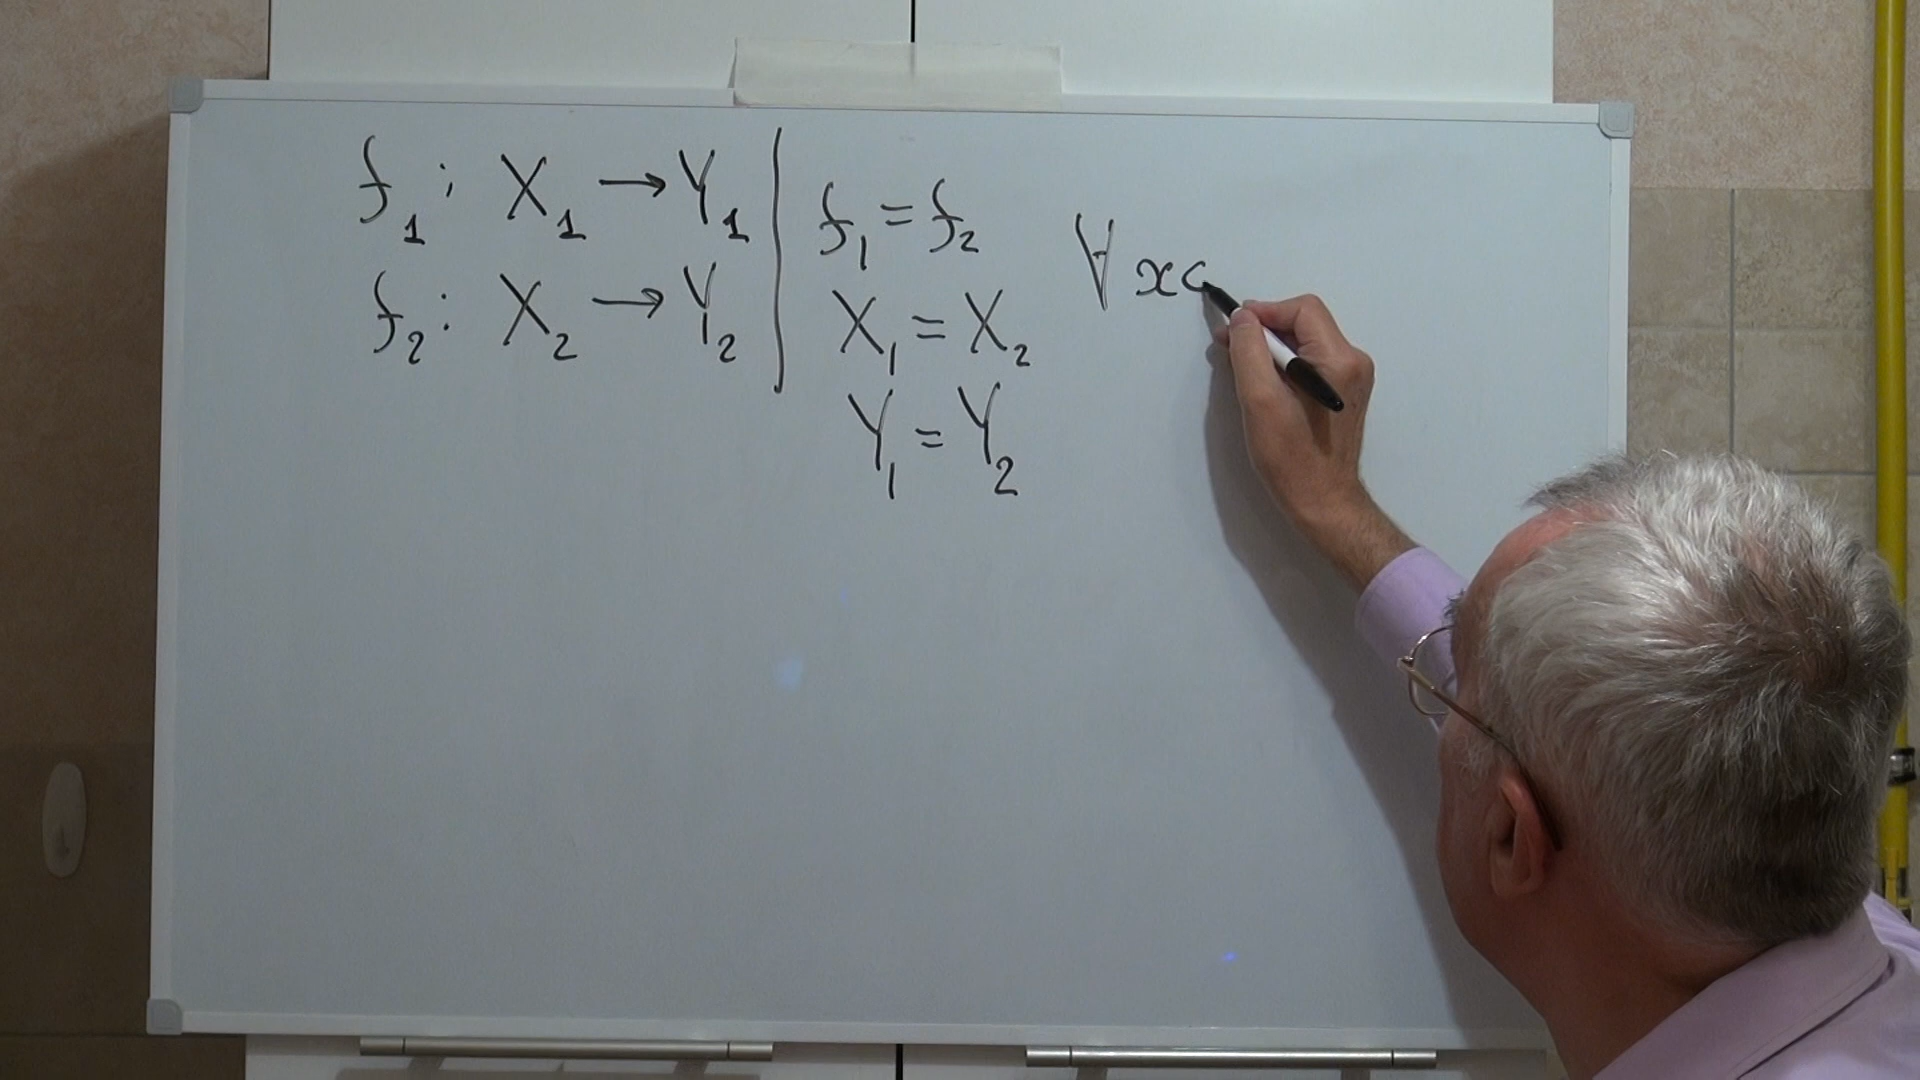 f₁ : X₁ → Y₁
f₂ : X₂ → Y₂
f₁ = f₂
X₁ = X₂
Y₁ = Y₂
∀ x